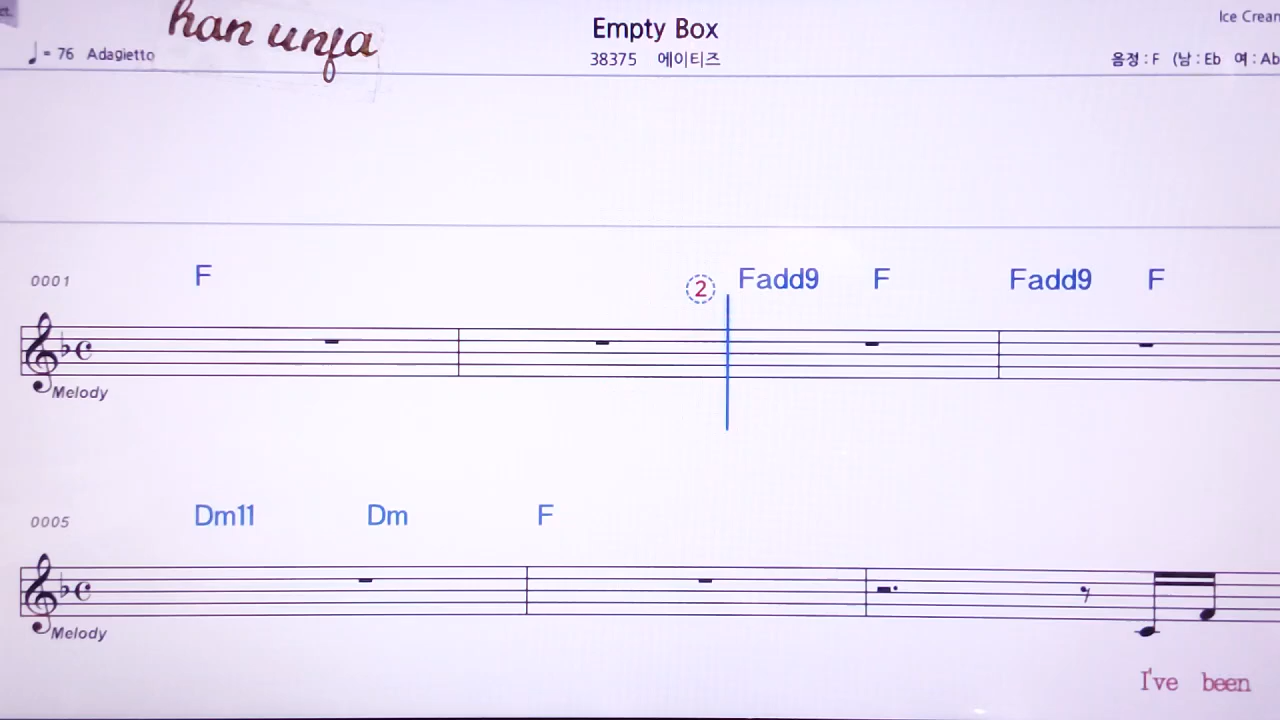 han unja
Empty Box
Ice Cream
♩= 76 Adagietto
38375 에이티즈
음정 : F (남 : Eb 여 : Ab
0001 F ② Fadd9 F Fadd9 F
Melody
0005 Dm11 Dm F
Melody
I've been